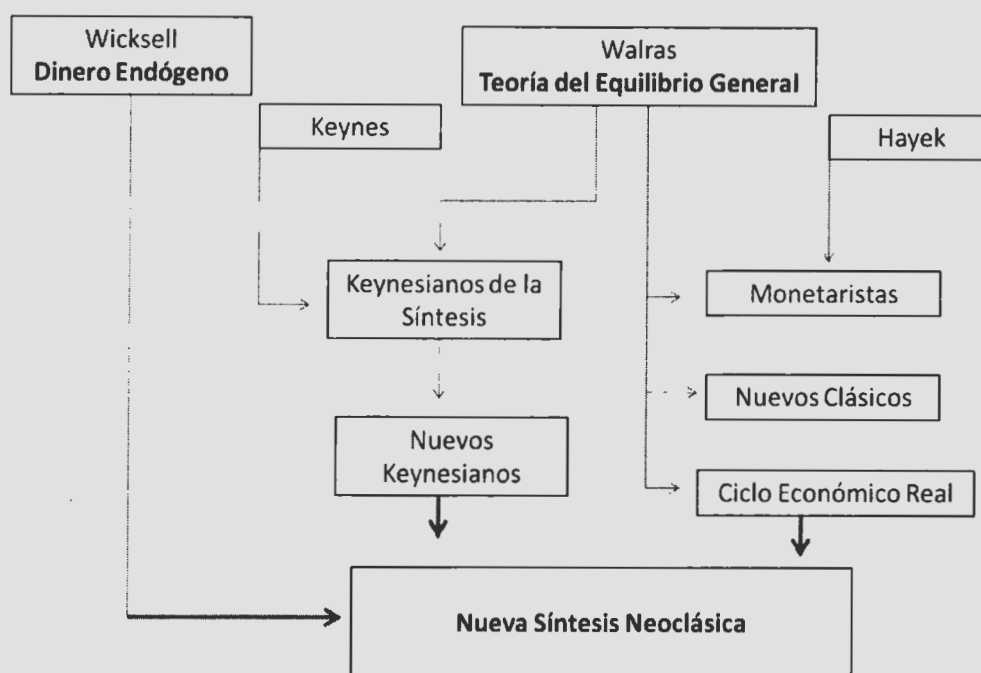 Wicksell
Dinero Endógeno
Walras
Teoría del Equilibrio General
Keynes
Hayek
Keynesianos de la
Síntesis
Monetaristas
Nuevos Clásicos
Nuevos
Keynesianos
Ciclo Económico Real
Nueva Síntesis Neoclásica